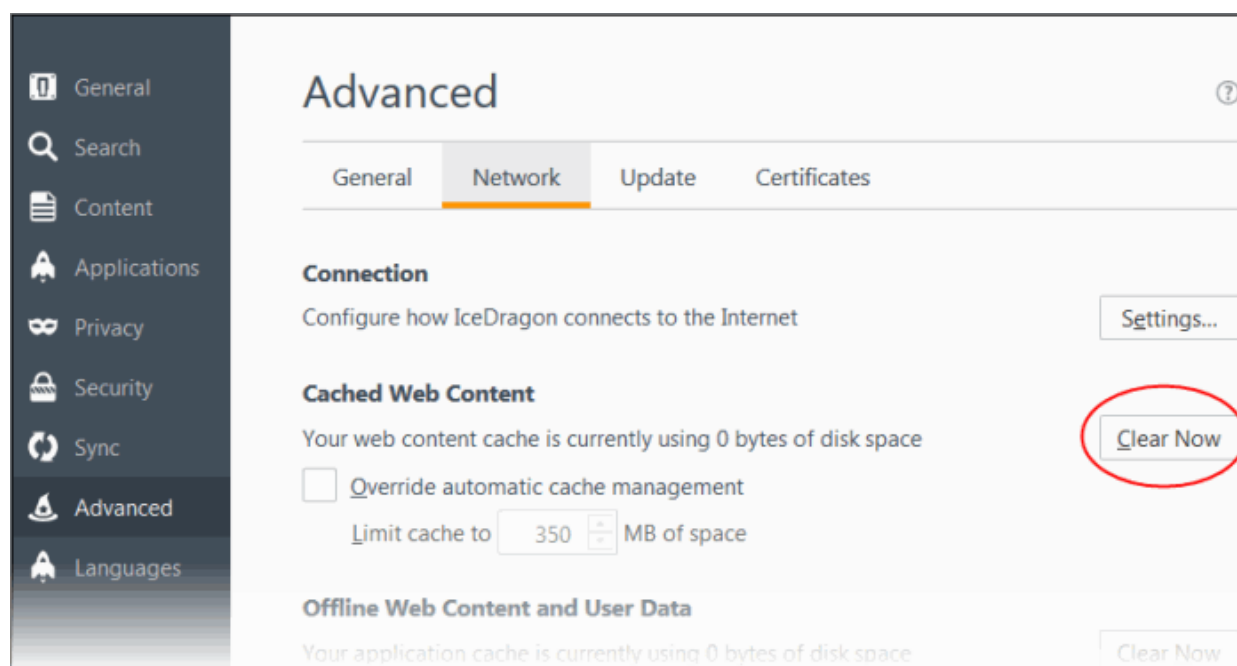 General
Search
Content
Applications
Privacy
Security
Sync
Advanced
Languages
Advanced
?
General Network Update Certificates
Connection
Configure how IceDragon connects to the Internet Settings...
Cached Web Content
Your web content cache is currently using 0 bytes of disk space Clear Now
Override automatic cache management
Limit cache to 350 MB of space
Offline Web Content and User Data
Your application cache is currently using 0 bytes of disk space Clear Now